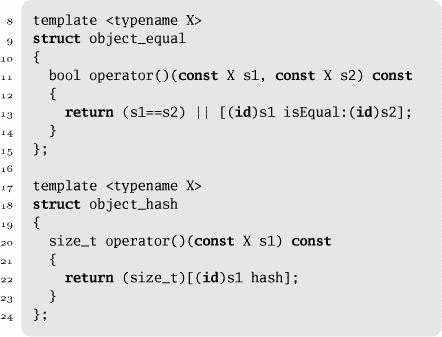 8 template <typename X>
9 struct object_equal
10 {
11   bool operator()(const X s1, const X s2) const
12   {
13     return (s1==s2) || [(id)s1 isEqual:(id)s2];
14   }
15 };
16
17 template <typename X>
18 struct object_hash
19 {
20   size_t operator()(const X s1) const
21   {
22     return (size_t)[(id)s1 hash];
23   }
24 };